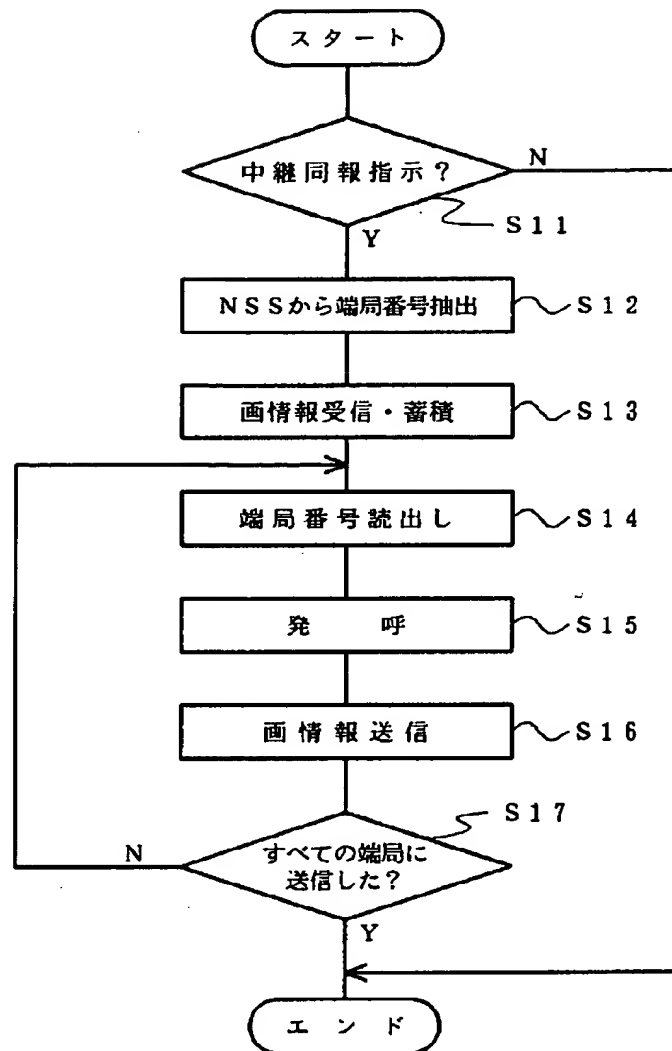 スタート
中継同報指示？
N
S11
Y
NSSから端局番号抽出
S12
画情報受信・蓄積
S13
端局番号読出し
S14
発呼
S15
画情報送信
S16
S17
N
すべての端局に
送信した？
Y
エンド